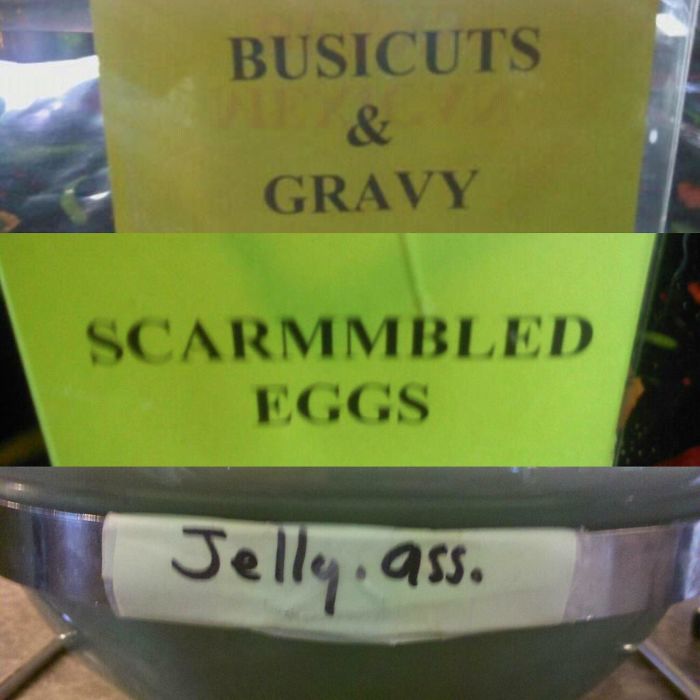 BUSICUTS
&
GRAVY
SCARMMBLED
EGGS
Jelly. ass.